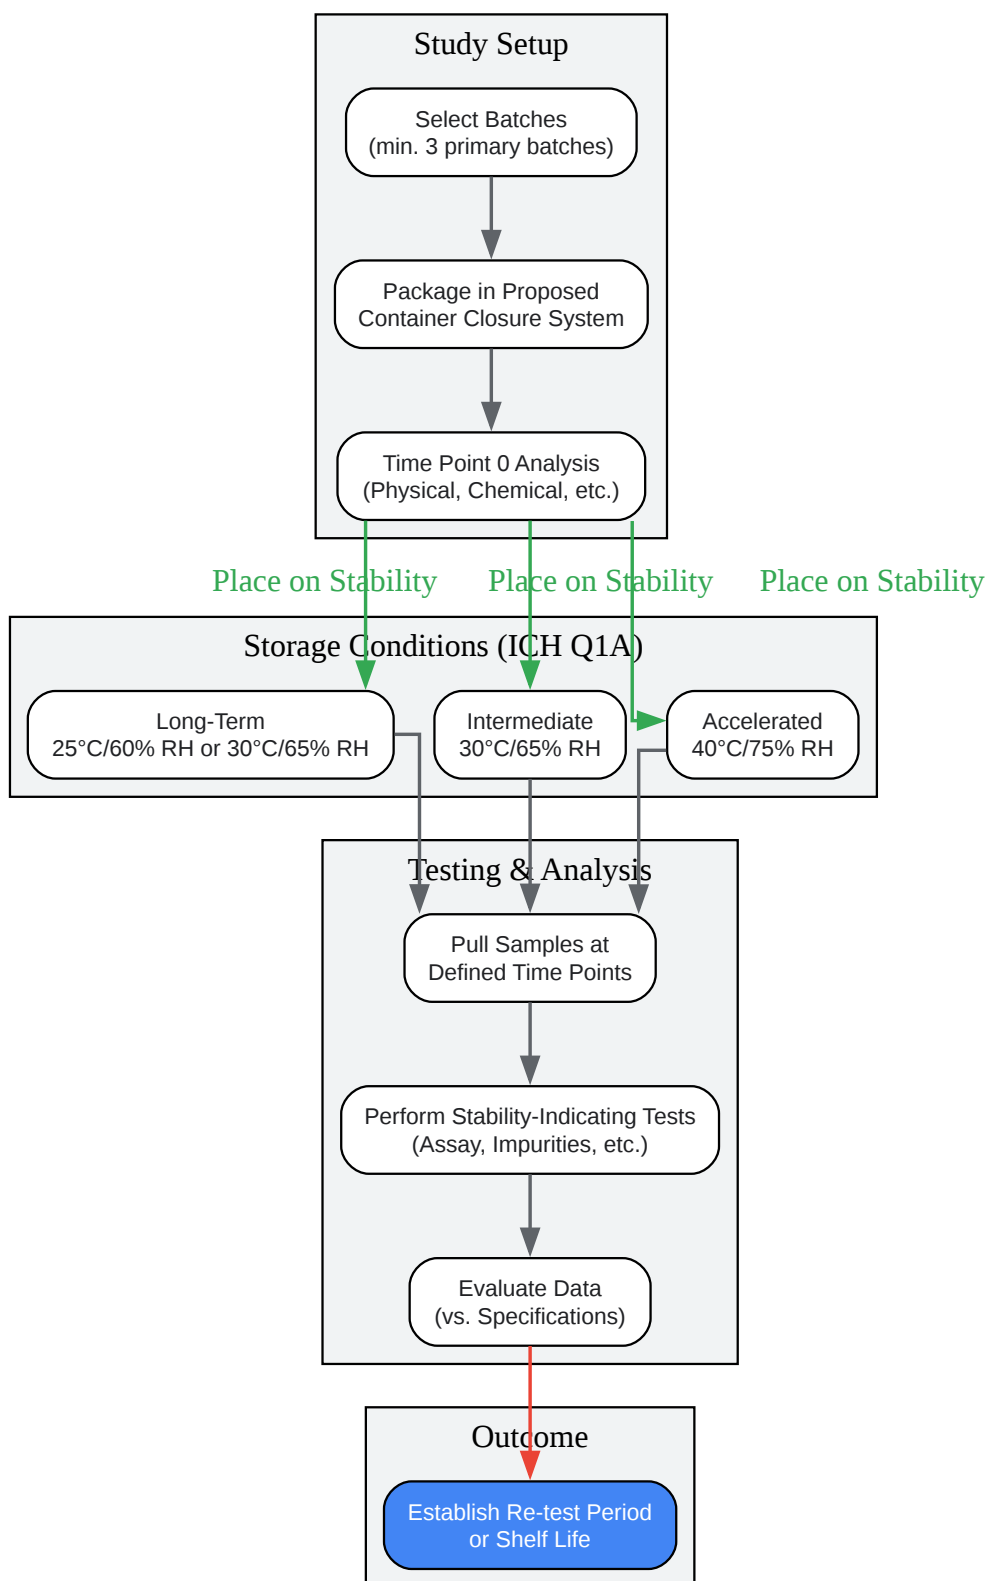 Study Setup
Select Batches
(min. 3 primary batches)
Package in Proposed
Container Closure System
Time Point 0 Analysis
(Physical, Chemical, etc.)
Place on Stability
Place on Stability
Place on Stability
Storage Conditions (ICH Q1A)
Long-Term
25°C/60% RH or 30°C/65% RH
Intermediate
30°C/65% RH
Accelerated
40°C/75% RH
Testing & Analysis
Pull Samples at
Defined Time Points
Perform Stability-Indicating Tests
(Assay, Impurities, etc.)
Evaluate Data
(vs. Specifications)
Outcome
Establish Re-test Period
or Shelf Life